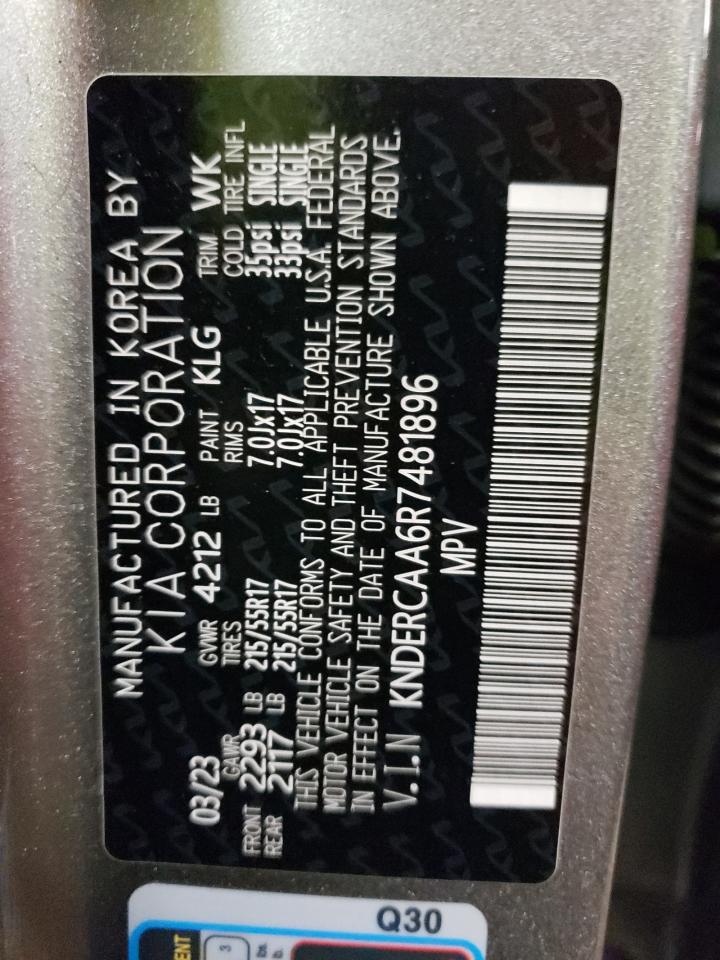 MANUFACTURED IN KOREA BY
KIA CORPORATION
03/23 GVWR 4212 LB PAINT KLG TRIM WK
GAWR TIRES RIMS COLD TIRE INFL
FRONT 2293 LB 215/55R17 7.0Jx17 35psi SINGLE
REAR 2117 LB 215/55R17 7.0Jx17 33psi SINGLE
THIS VEHICLE CONFORMS TO ALL APPLICABLE U.S.A. FEDERAL
MOTOR VEHICLE SAFETY AND THEFT PREVENTION STANDARDS
IN EFFECT ON THE DATE OF MANUFACTURE SHOWN ABOVE.
V.I.N KNDERCAA6R7481896
MPV
Q30
3